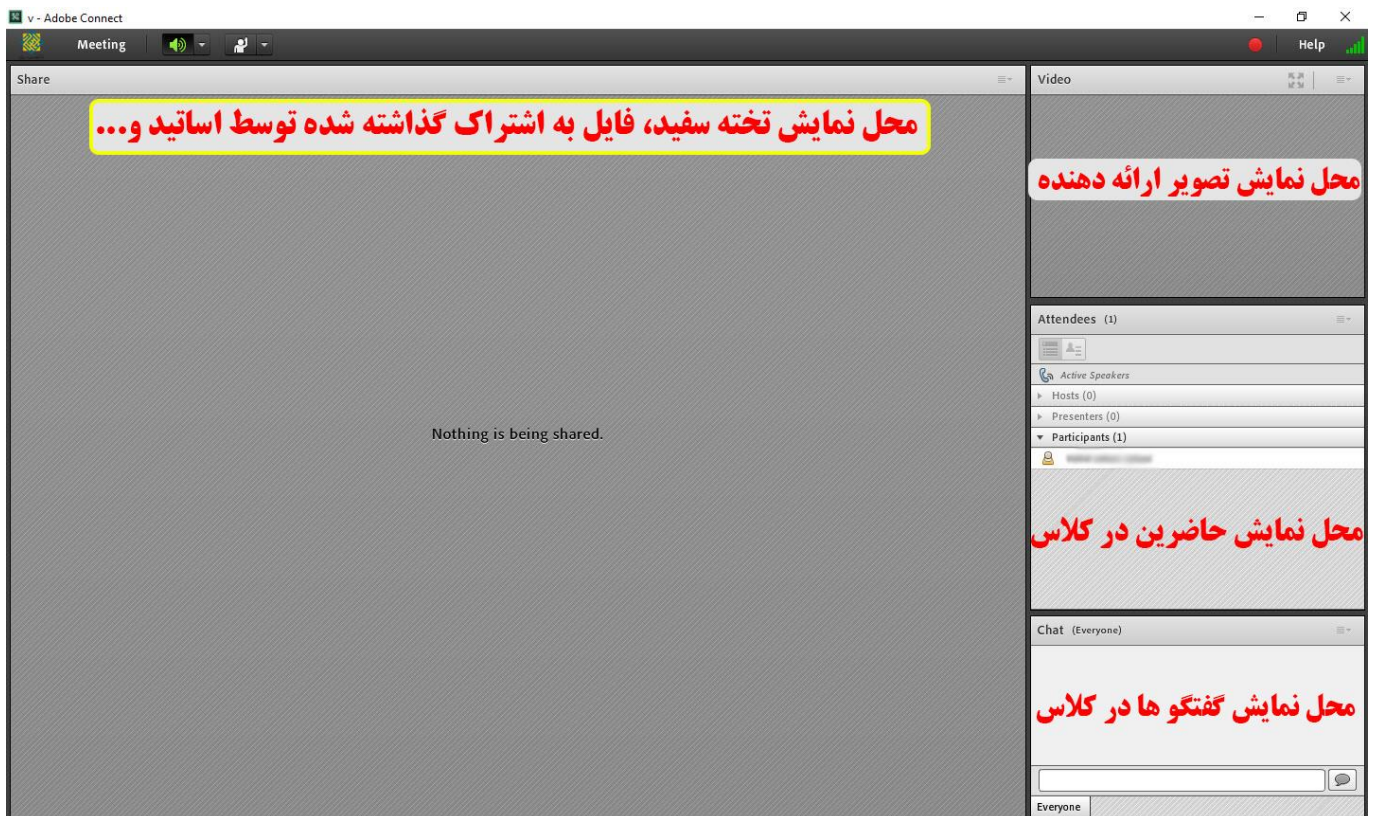 v - Adobe Connect
Meeting
Help
Share
محل نمایش تخته سفید، فایل به اشتراک گذاشته شده توسط اساتید و...
Nothing is being shared.
Video
محل نمایش تصویر ارائه دهنده
Attendees (1)
Active Speakers
Hosts (0)
Presenters (0)
Participants (1)
محل نمایش حاضرین در کلاس
Chat (Everyone)
محل نمایش گفتگو ها در کلاس
Everyone